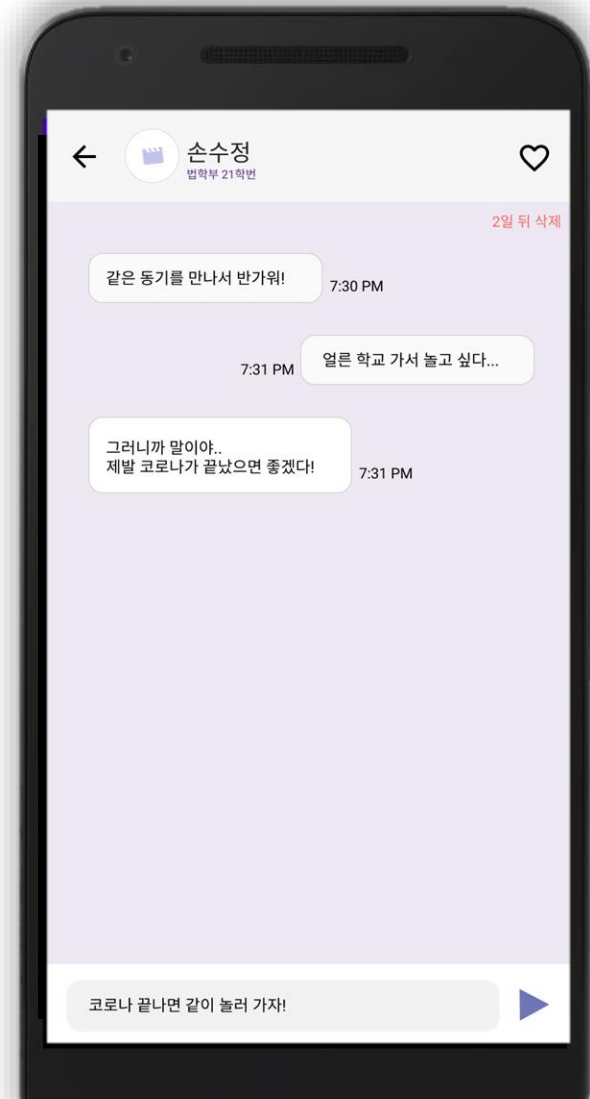 손수정
법학부 21학번
2일 뒤 삭제
같은 동기를 만나서 반가워!
7:30 PM
7:31 PM
얼른 학교 가서 놀고 싶다...
그러니까 말이야..
제발 코로나가 끝났으면 좋겠다!
7:31 PM
코로나 끝나면 같이 놀러 가자!